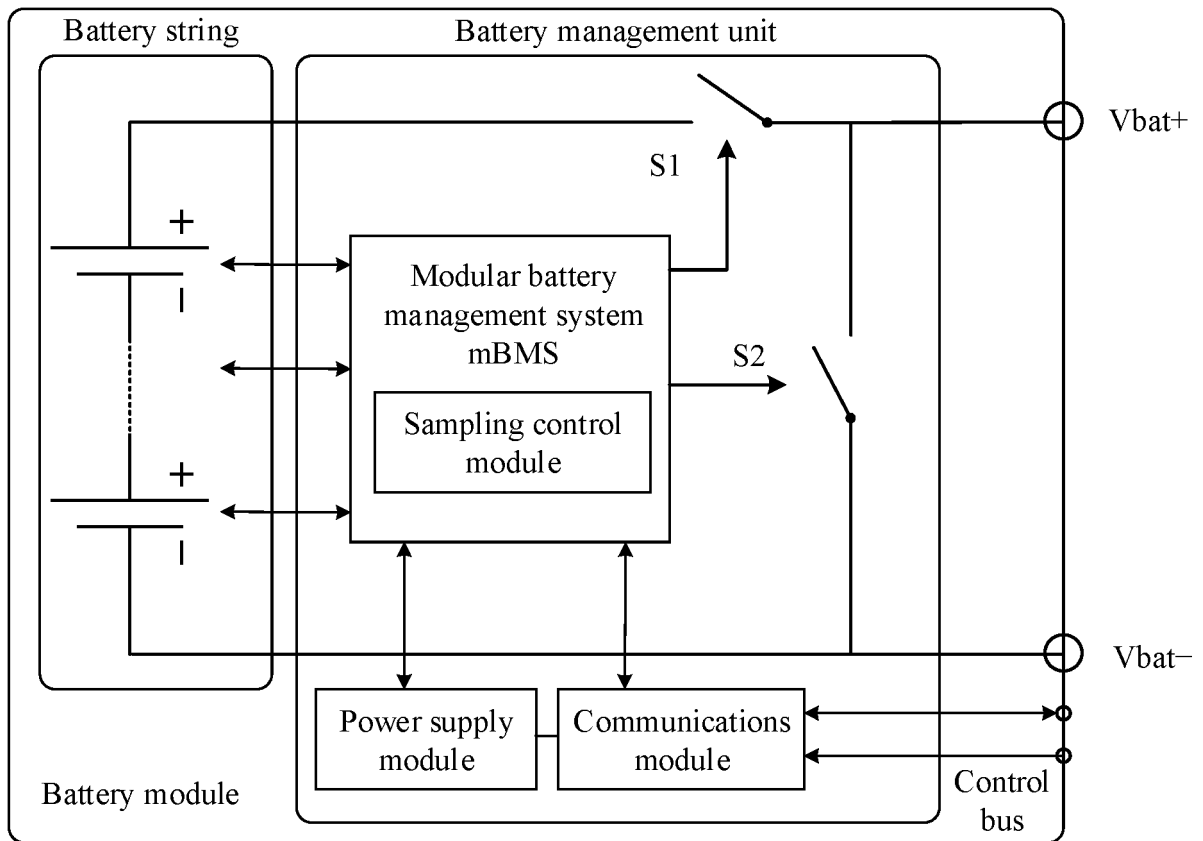 Battery string
Battery management unit
Vbat+
S1
+
−
Modular battery
management system
mBMS
S2
Sampling control
module
+
−
Vbat−
Power supply
module
Communications
module
Battery module
Control
bus